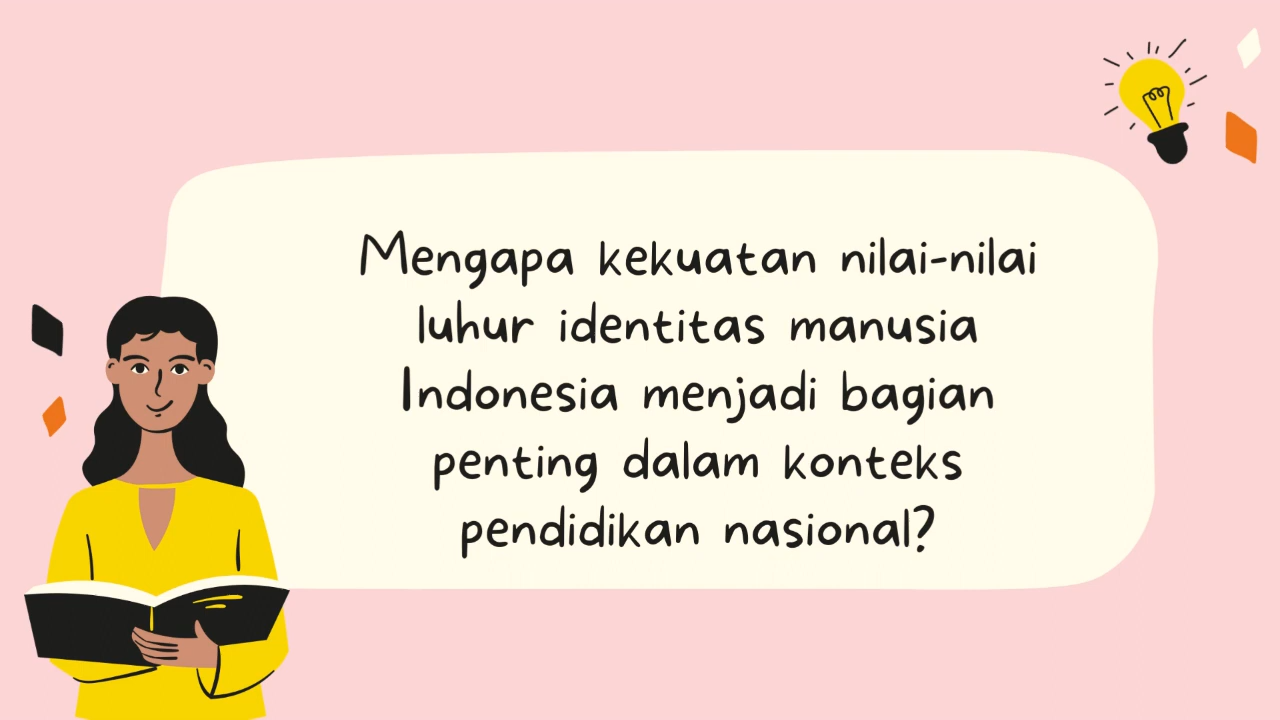 Mengapa kekuatan nilai-nilai
luhur identitas manusia
Indonesia menjadi bagian
penting dalam konteks
pendidikan nasional?